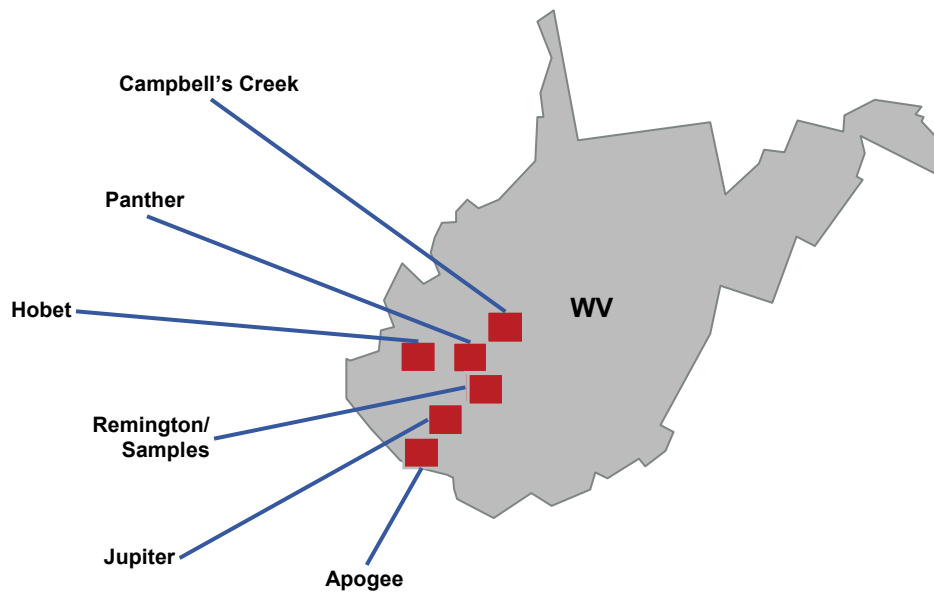 Campbell’s Creek
Panther
Hobet
WV
Remington/
Samples
Jupiter
Apogee